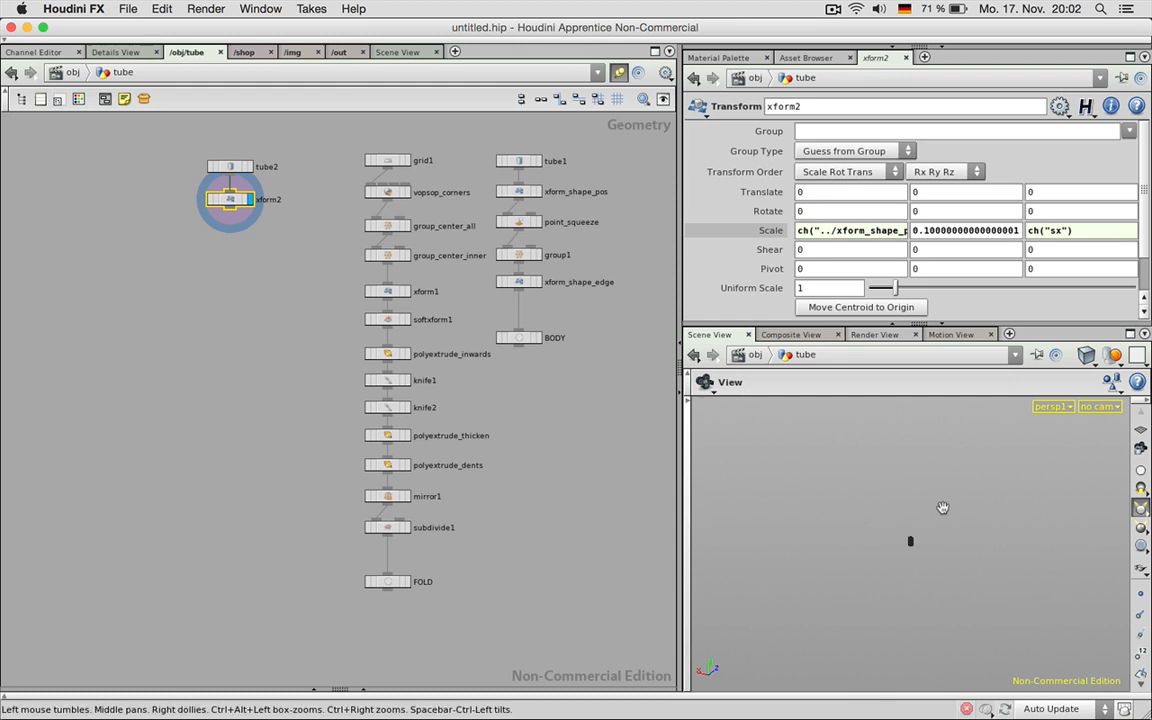 Houdini FX File Edit Render Window Takes Help 71 % Mo. 17. Nov. 20:02
untitled.hip - Houdini Apprentice Non-Commercial
Channel Editor Details View /obj/tube /shop /img /out Scene View
obj tube
Geometry
tube2
xform2
grid1
vopsop_corners
group_center_all
group_center_inner
xform1
softxform1
polyextrude_inwards
knife1
knife2
polyextrude_thicken
polyextrude_dents
mirror1
subdivide1
FOLD
tube1
xform_shape_pos
point_squeeze
group1
xform_shape_edge
BODY
Non-Commercial Edition
Material Palette Asset Browser xform2
obj tube
Transform xform2
Group
Group Type Guess from Group
Transform Order Scale Rot Trans Rx Ry Rz
Translate 0 0 0
Rotate 0 0 0
Scale ch("../xform_shape_p 0.10000000000000001 ch("sx")
Shear 0 0 0
Pivot 0 0 0
Uniform Scale 1
Move Centroid to Origin
Scene View Composite View Render View Motion View
obj tube
View
persp1 no cam
12
x z
Non-Commercial Edition
Left mouse tumbles. Middle pans. Right dollies. Ctrl+Alt+Left box-zooms. Ctrl+Right zooms. Spacebar-Ctrl-Left tilts. Auto Update